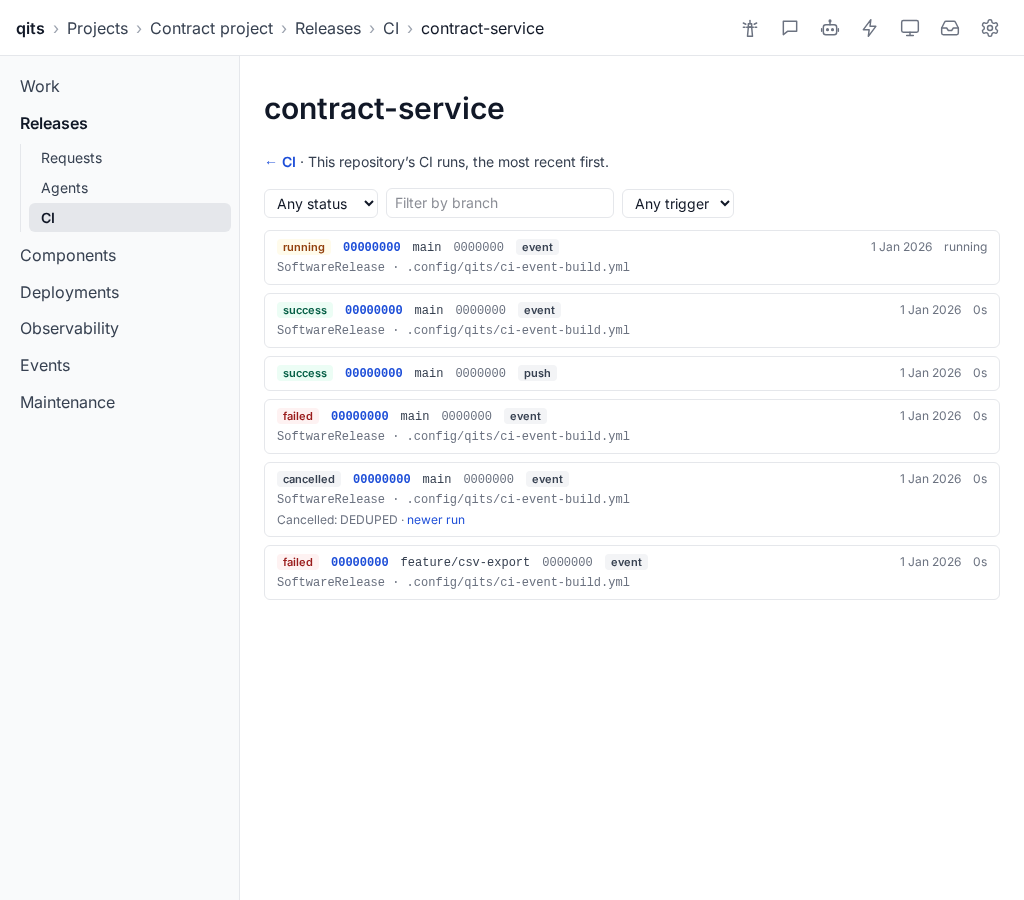 qits › Projects › Contract project › Releases › CI › contract-service
Work
Releases
Requests
Agents
CI
Components
Deployments
Observability
Events
Maintenance
contract-service
← CI · This repository’s CI runs, the most recent first.
Any status Filter by branch Any trigger
running 00000000 main 0000000 event 1 Jan 2026 running
SoftwareRelease · .config/qits/ci-event-build.yml
success 00000000 main 0000000 event 1 Jan 2026 0s
SoftwareRelease · .config/qits/ci-event-build.yml
success 00000000 main 0000000 push 1 Jan 2026 0s
failed 00000000 main 0000000 event 1 Jan 2026 0s
SoftwareRelease · .config/qits/ci-event-build.yml
cancelled 00000000 main 0000000 event 1 Jan 2026 0s
SoftwareRelease · .config/qits/ci-event-build.yml
Cancelled: DEDUPED · newer run
failed 00000000 feature/csv-export 0000000 event 1 Jan 2026 0s
SoftwareRelease · .config/qits/ci-event-build.yml